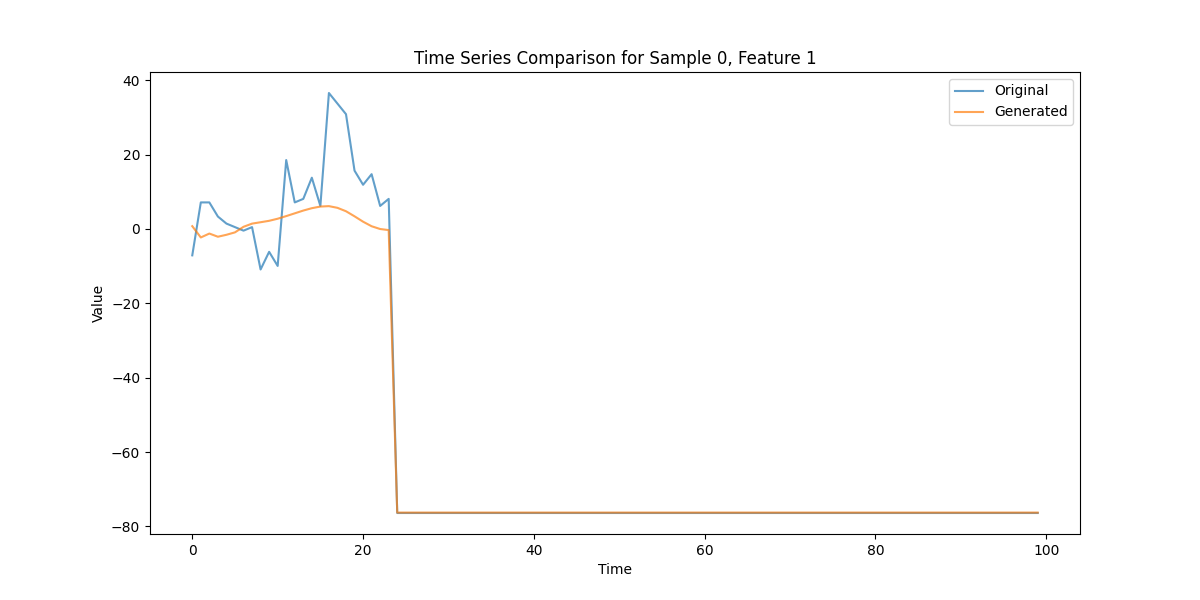 Time Series Comparison for Sample 0, Feature 1
Original
Generated
Value
40
20
0
−20
−40
−60
−80
0 20 40 60 80 100
Time